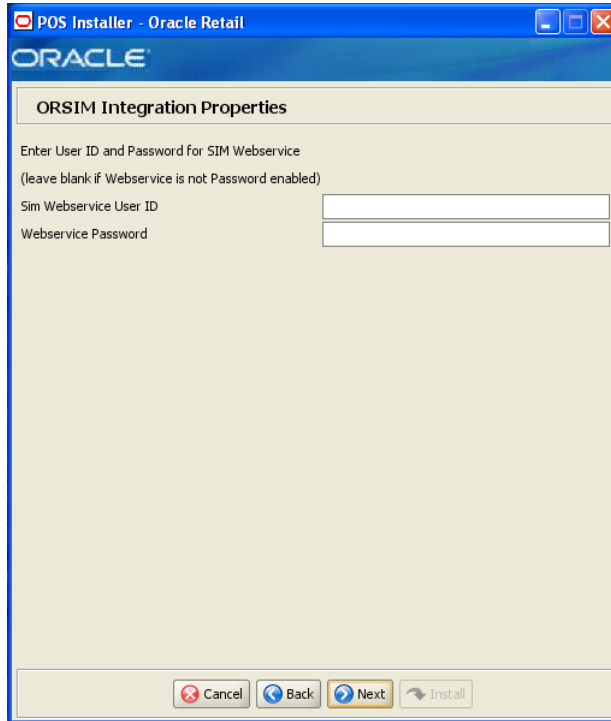 POS Installer - Oracle Retail
ORACLE
ORSIM Integration Properties
Enter User ID and Password for SIM Webservice
(leave blank if Webservice is not Password enabled)
Sim Webservice User ID
Webservice Password
Cancel Back Next Install